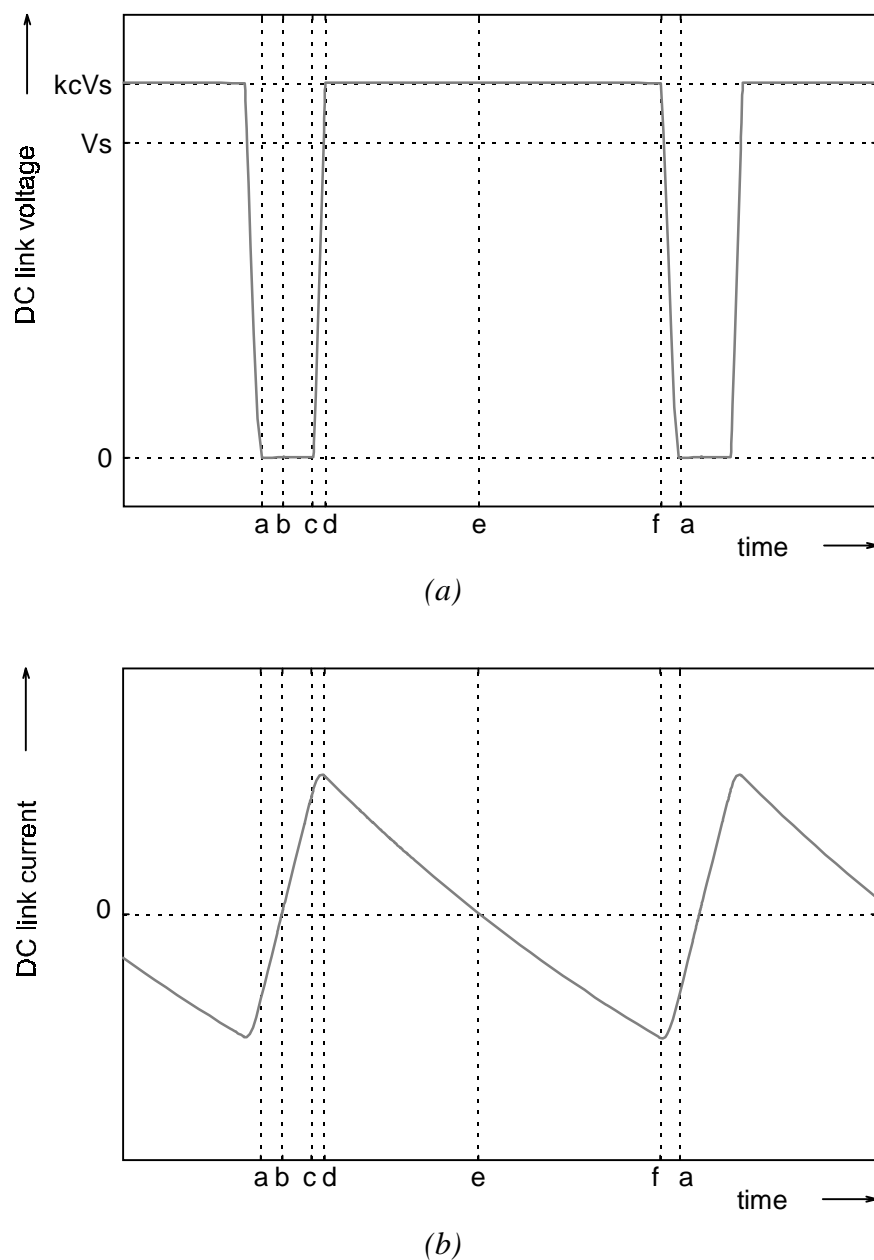 kcVs
Vs
DC link voltage
0
a b c d e f a
time
(a)
DC link current
0
a b c d e f a
time
(b)